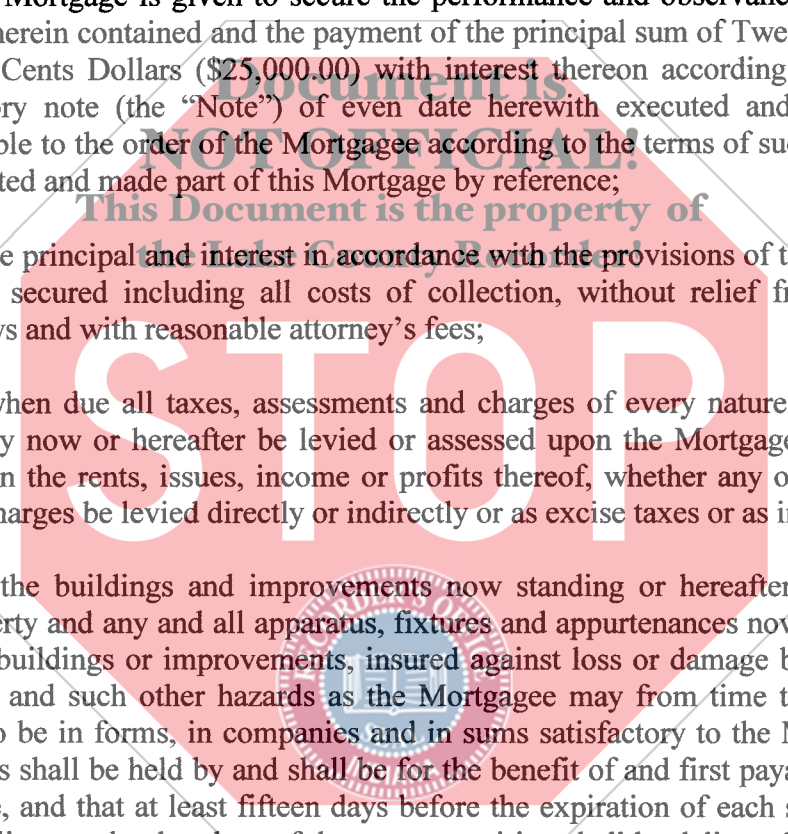 Mortgage is given to secure the performance and observanc
herein contained and the payment of the principal sum of Twe
Cents Dollars ($25,000.00) with interest thereon according
Document is
ry note (the “Note”) of even date herewith executed and
NOT OFFICIAL!
ble to the order of the Mortgagee according to the terms of su
ted and made part of this Mortgage by reference;
This Document is the property of
the Lake County Recorder!
e principal and interest in accordance with the provisions of t
secured including all costs of collection, without relief fr
vs and with reasonable attorney’s fees;
STOP
when due all taxes, assessments and charges of every nature
y now or hereafter be levied or assessed upon the Mortgage
n the rents, issues, income or profits thereof, whether any o
harges be levied directly or indirectly or as excise taxes or as i
the buildings and improvements now standing or hereafter
erty and any and all apparatus, fixtures and appurtenances nov
RECORDER'S OFFICE
buildings or improvements, insured against loss or damage b
and such other hazards as the Mortgagee may from time t
o be in forms, in companies and in sums satisfactory to the M
s shall be held by and shall be for the benefit of and first paya
e, and that at least fifteen days before the expiration of each s